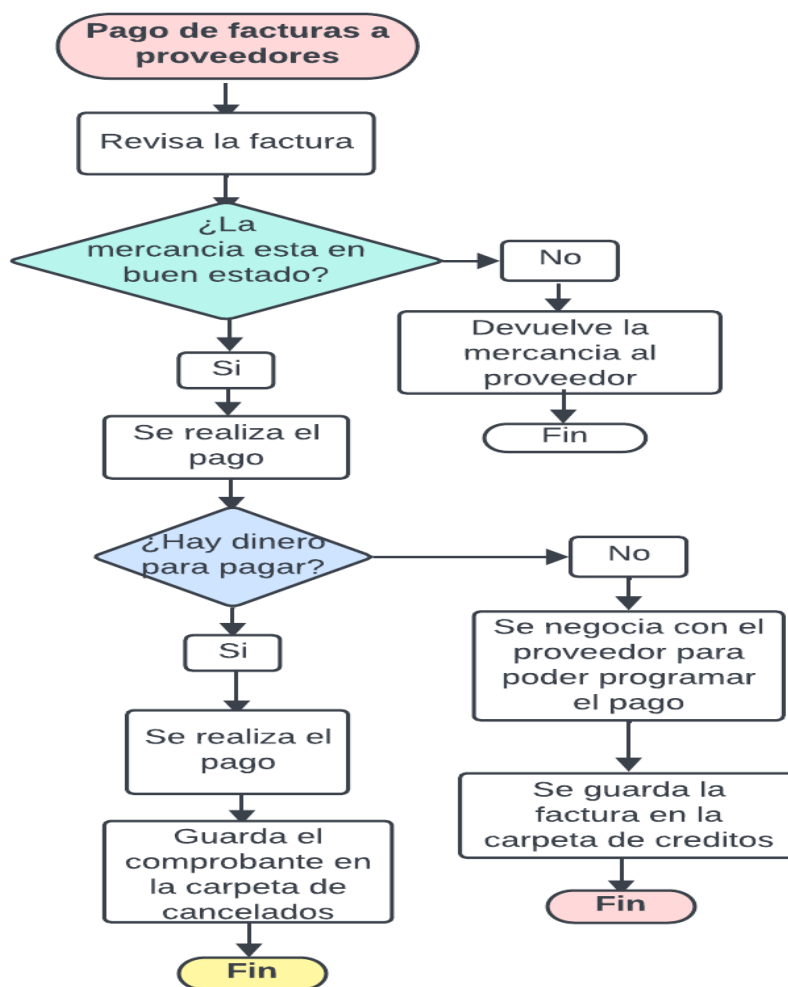 Pago de facturas a
proveedores
Revisa la factura
¿La
mercancia esta en
buen estado?
No
Devuelve la
mercancia al
proveedor
Fin
Si
Se realiza el
pago
¿Hay dinero
para pagar?
No
Se negocia con el
proveedor para
poder programar
el pago
Se guarda la
factura en la
carpeta de creditos
Fin
Si
Se realiza el
pago
Guarda el
comprobante en
la carpeta de
cancelados
Fin